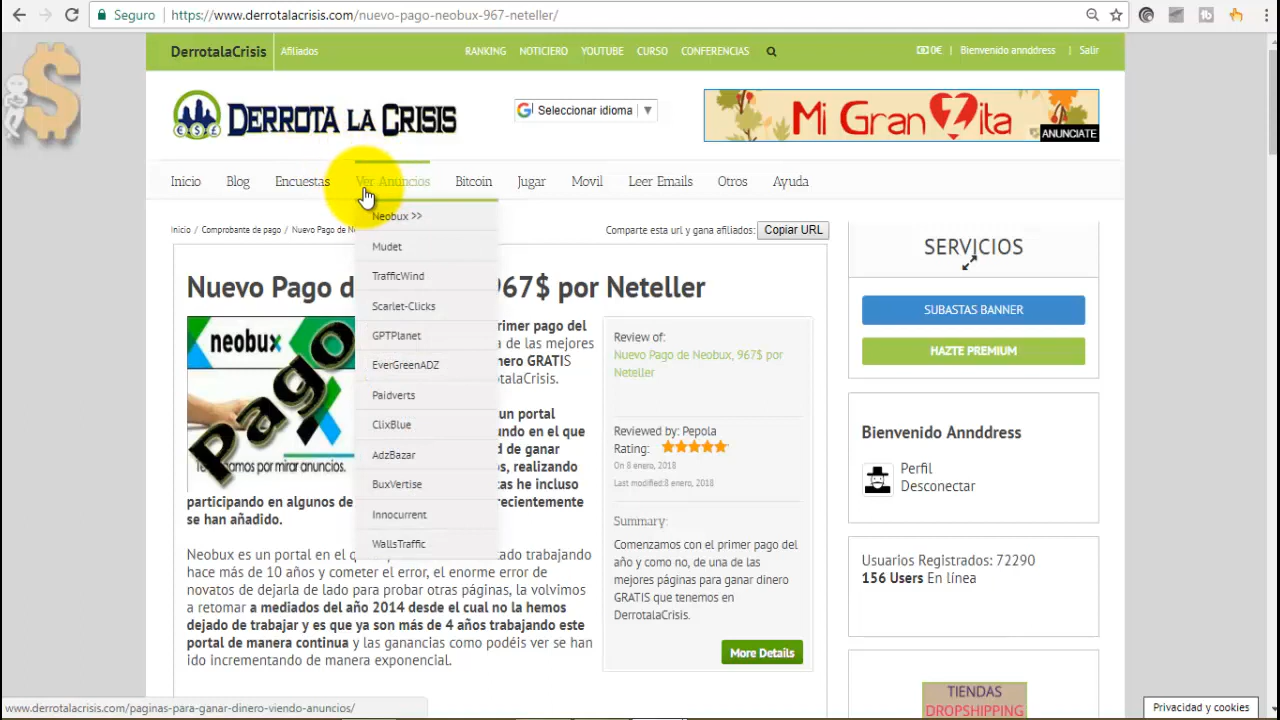 Seguro
https://www.derrotalacrisis.com/nuevo-pago-neobux-967-neteller/
DerrotalaCrisis
Afiliados
RANKING NOTICIERO YOUTUBE CURSO CONFERENCIAS
0€ | Bienvenido annddress | Salir
DERROTA LA CRISIS
Seleccionar idioma
Mi Gran Vita
ANUNCIATE
Inicio Blog Encuestas Ver Anuncios Bitcoin Jugar Movil Leer Emails Otros Ayuda
Neobux >>
Mudet
TrafficWind
Scarlet-Clicks
GPTPlanet
EverGreenADZ
Paidverts
ClixBlue
AdzBazar
BuxVertise
Innocurrent
WallsTraffic
Inicio / Comprobante de pago / Nuevo Pago de N
Comparte esta url y gana afiliados: Copiar URL
Nuevo Pago d 967$ por Neteller
neobux
Pago
mos por mirar anuncios.
rimer pago del
a de las mejores
nero GRATIS
talaCrisis.
un portal
undo en el que
d de ganar
s, realizando
cas he incluso
participando en algunos de recientemente
se han añadido.
Neobux es un portal en el q tado trabajando
hace más de 10 años y cometer el error, el enorme error de
novatos de dejarla de lado para probar otras páginas, la volvimos
a retomar a mediados del año 2014 desde el cual no la hemos
dejado de trabajar y es que ya son más de 4 años trabajando este
portal de manera continua y las ganancias como podéis ver se han
ido incrementando de manera exponencial.
Review of:
Nuevo Pago de Neobux, 967$ por
Neteller
Reviewed by: Pepola
Rating:
On 8 enero, 2018
Last modified:8 enero, 2018
Summary:
Comenzamos con el primer pago del
año y como no, de una de las
mejores páginas para ganar dinero
GRATIS que tenemos en
DerrotalaCrisis.
More Details
SERVICIOS
SUBASTAS BANNER
HAZTE PREMIUM
Bienvenido Annddress
Perfil
Desconectar
Usuarios Registrados: 72290
156 Users En línea
TIENDAS
DROPSHIPPING
www.derrotalacrisis.com/paginas-para-ganar-dinero-viendo-anuncios/
Privacidad y cookies